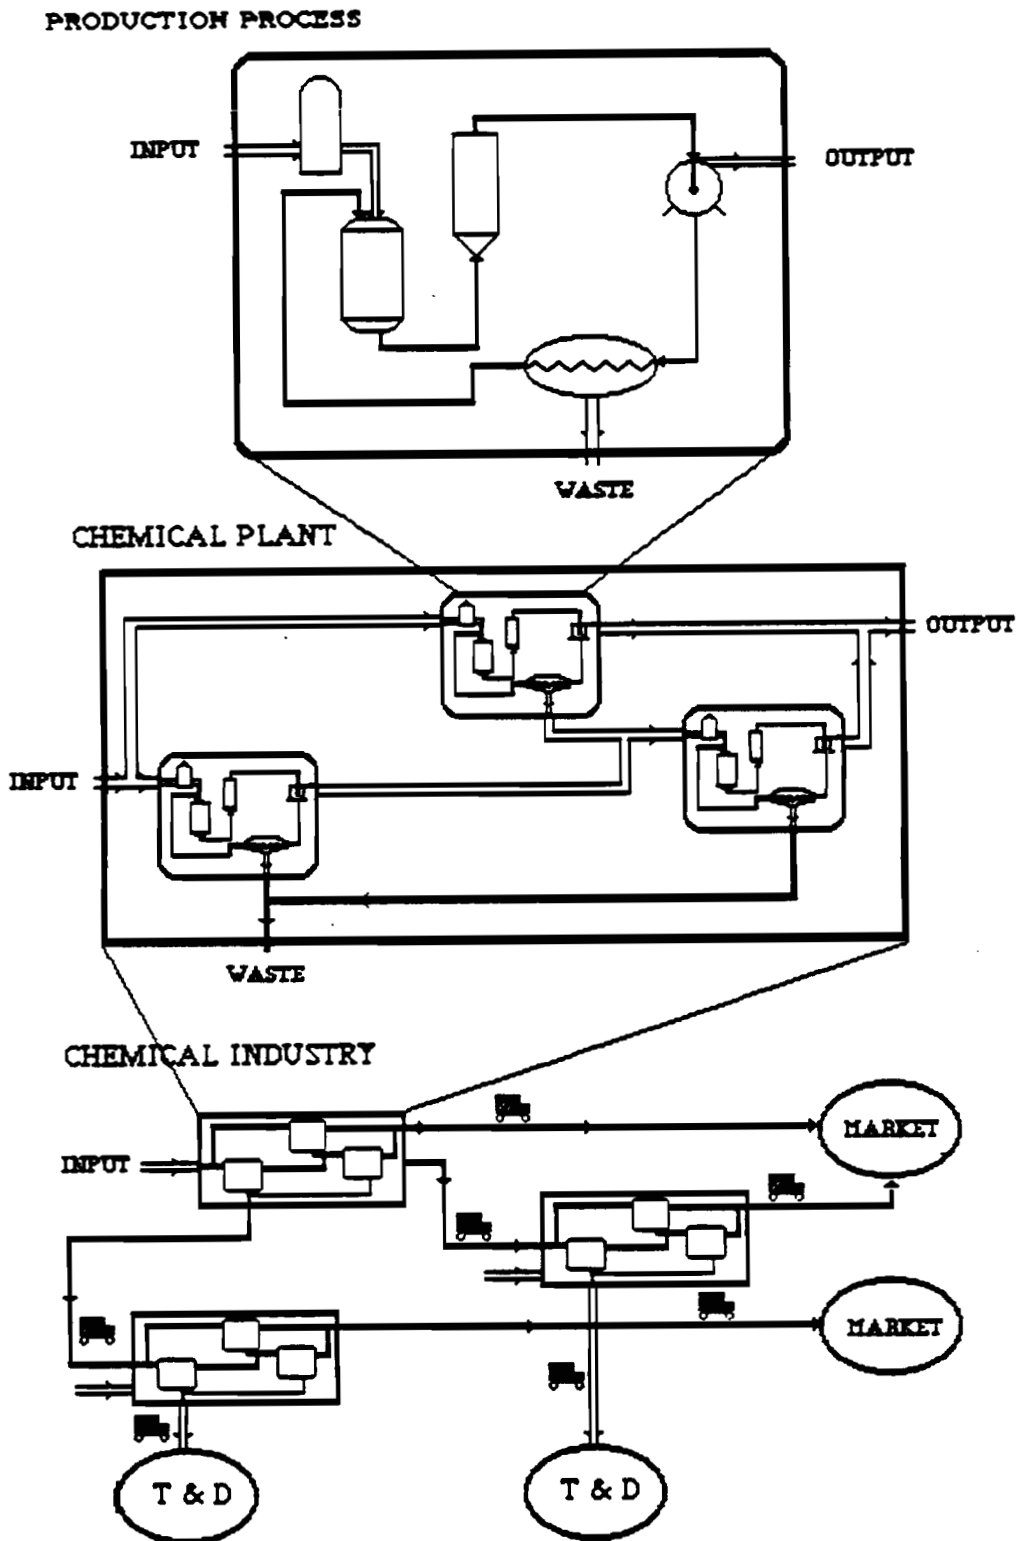 PRODUCTION PROCESS
INPUT
OUTPUT
WASTE
CHEMICAL PLANT
OUTPUT
INPUT
WASTE
CHEMICAL INDUSTRY
MARKET
INPUT
MARKET
T & D
T & D